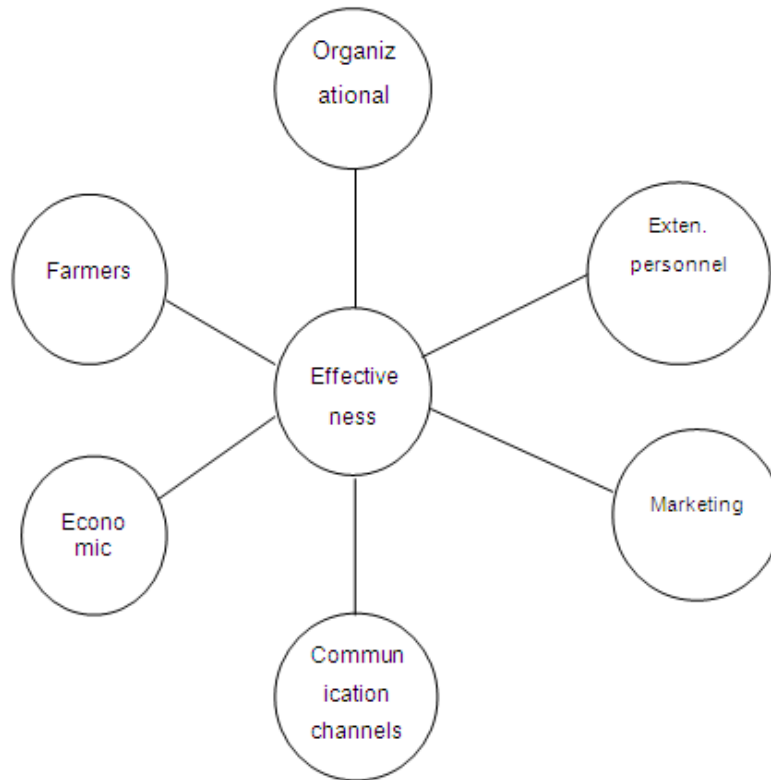 Organiz
ational
Exten.
personnel
Farmers
Effective
ness
Marketing
Econo
mic
Commun
ication
channels